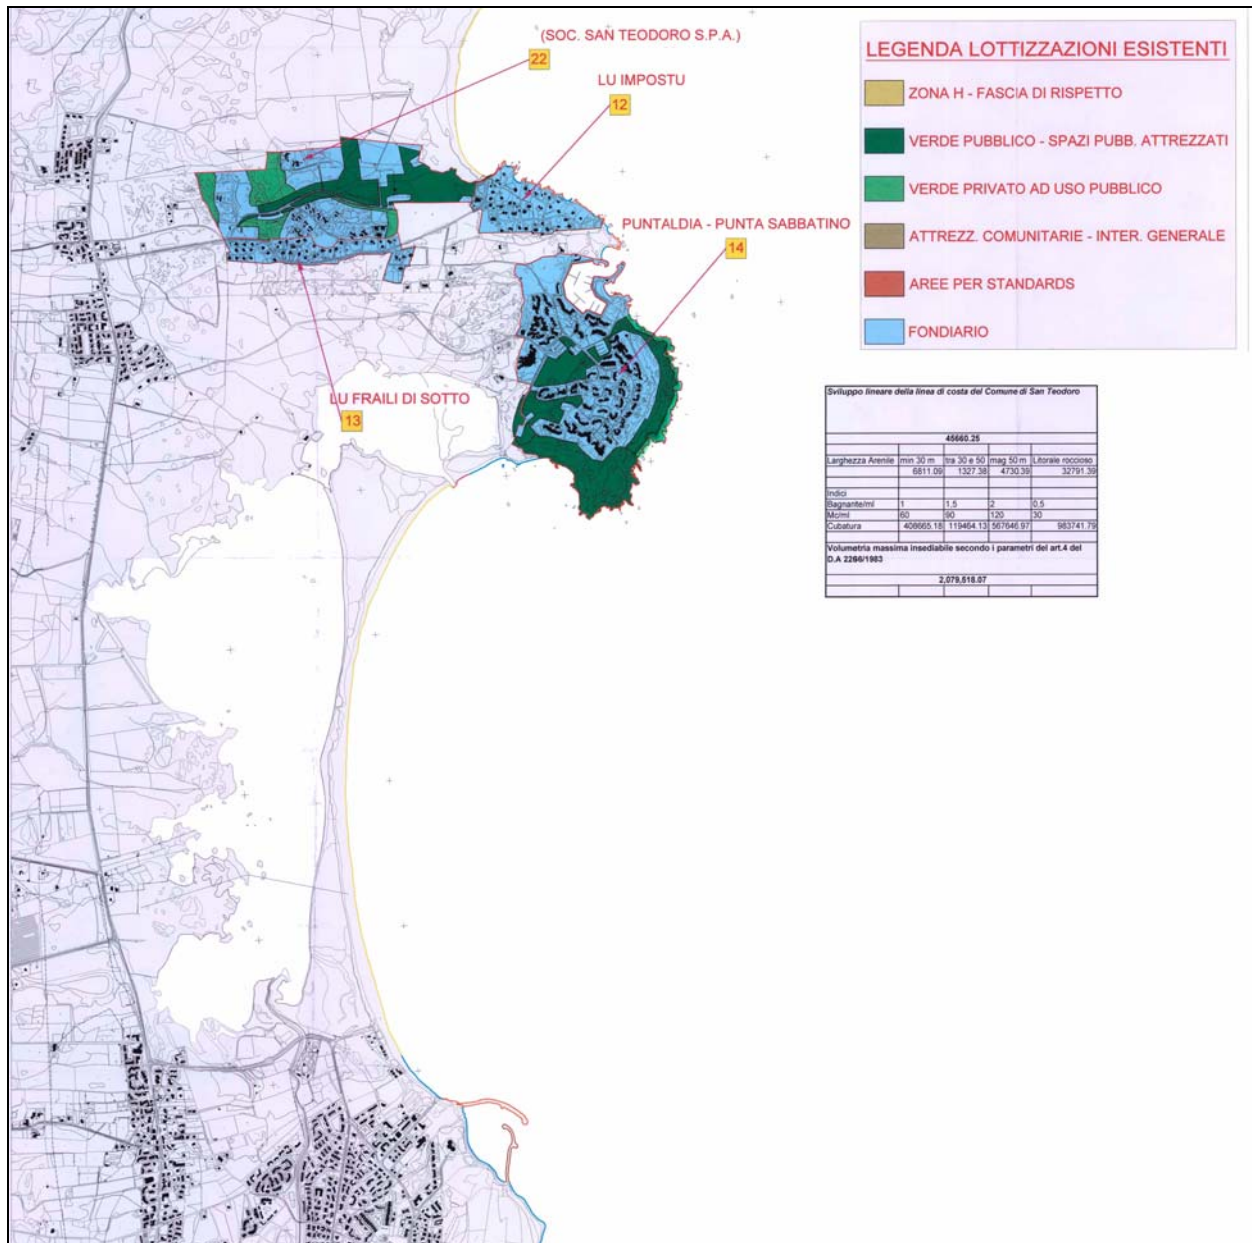 (SOC. SAN TEODORO S.P.A.)
22
LU IMPOSTU
12
PUNTALDIA - PUNTA SABBATINO
14
LU FRAILI DI SOTTO
13
LEGENDA LOTTIZZAZIONI ESISTENTI
ZONA H - FASCIA DI RISPETTO
VERDE PUBBLICO - SPAZI PUBB. ATTREZZATI
VERDE PRIVATO AD USO PUBBLICO
ATTREZZ. COMUNITARIE - INTER. GENERALE
AREE PER STANDARDS
FONDIARIO
Sviluppo lineare della linea di costa del Comune di San Teodoro
45660.25
Larghezza Arenile min 30 m tra 30 e 50 mag 50 m Litorale roccioso
6811.09 1327.38 4730.39 32791.39
Indici
Bagnante/ml 1 1,5 2 0,5
Mc/ml 60 90 120 30
Cubatura 408665.18 119464.13 567646.97 983741.79
Volumetria massima insediabile secondo i parametri del art.4 del
D.A 2266/1983
2,079,518.07